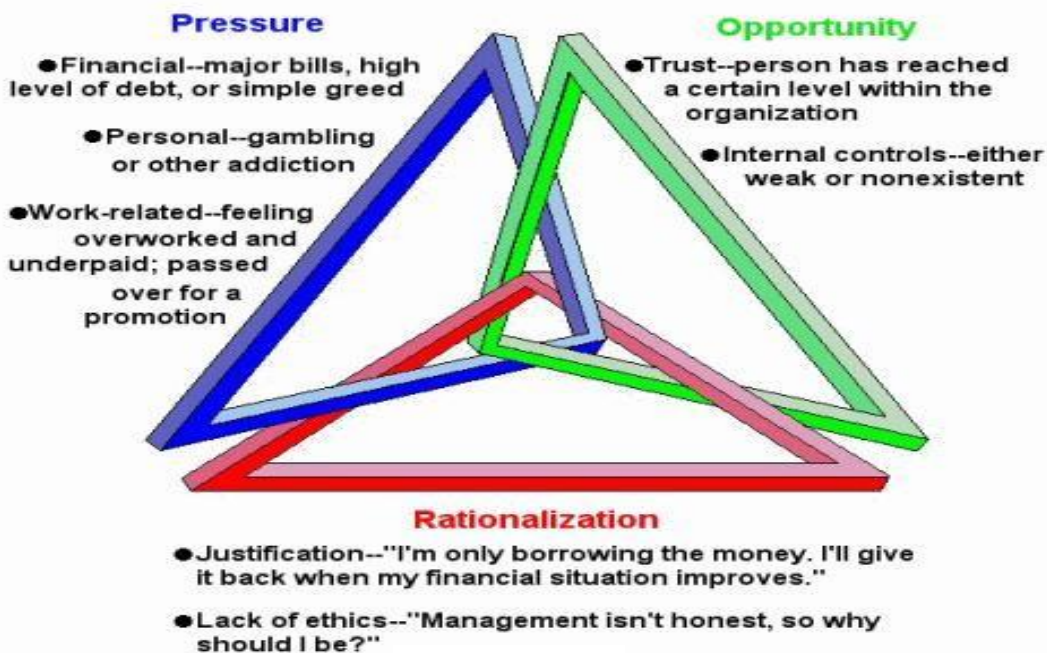 Pressure
●Financial--major bills, high
level of debt, or simple greed
●Personal--gambling
or other addiction
●Work-related--feeling
overworked and
underpaid; passed
over for a
promotion
Opportunity
●Trust--person has reached
a certain level within the
organization
●Internal controls--either
weak or nonexistent
Rationalization
●Justification--"I'm only borrowing the money. I'll give
it back when my financial situation improves."
●Lack of ethics--"Management isn't honest, so why
should I be?"